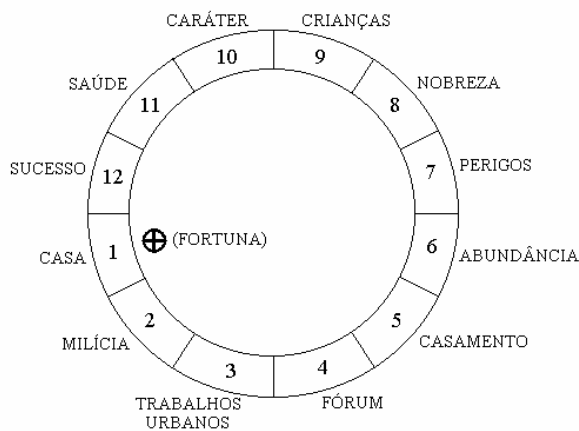 CARÁTER
CRIANÇAS
10
9
SAÚDE
NOBREZA
11
8
SUCESSO
PERIGOS
12
7
(FORTUNA)
CASA
1
6
ABUNDÂNCIA
MILÍCIA
2
5
CASAMENTO
3
4
TRABALHOS
URBANOS
FÓRUM